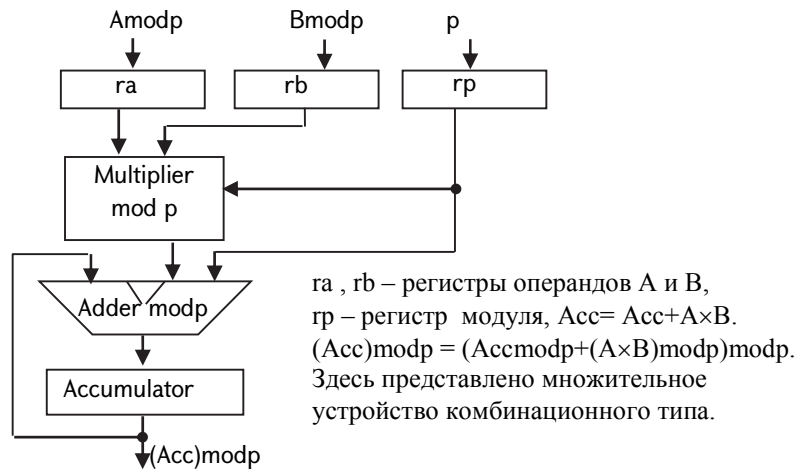 Amodp Bmodp p
ra rb rp
Multiplier
mod p
Adder modp
Accumulator
(Acc)modp
ra , rb – регистры операндов А и В,
rp – регистр модуля, Acc= Acc+A×B.
(Acc)modp = (Accmodp+(A×B)modp)modp.
Здесь представлено множительное
устройство комбинационного типа.